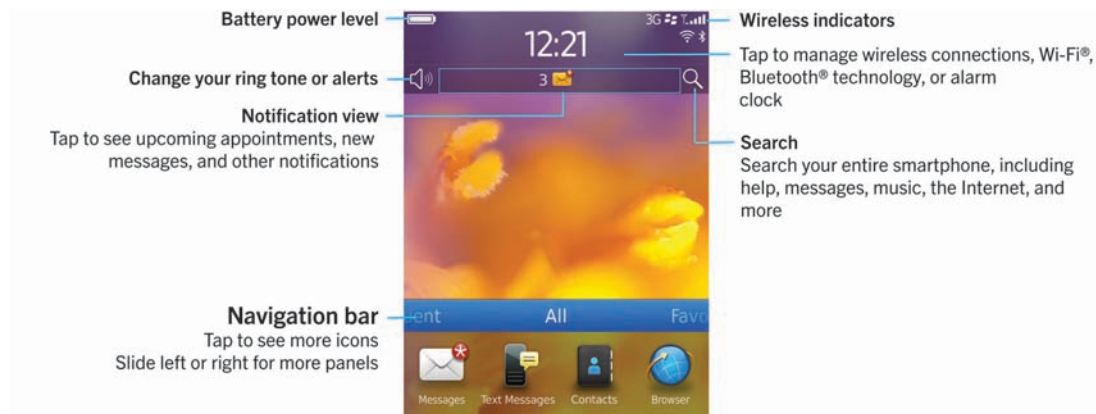 Battery power level
Change your ring tone or alerts
Notification view
Tap to see upcoming appointments, new
messages, and other notifications
Navigation bar
Tap to see more icons
Slide left or right for more panels
3G
12:21
3
ent
All
Favo
Messages
Text Messages
Contacts
Browser
Wireless indicators
Tap to manage wireless connections, Wi-Fi®,
Bluetooth® technology, or alarm
clock
Search
Search your entire smartphone, including
help, messages, music, the Internet, and
more